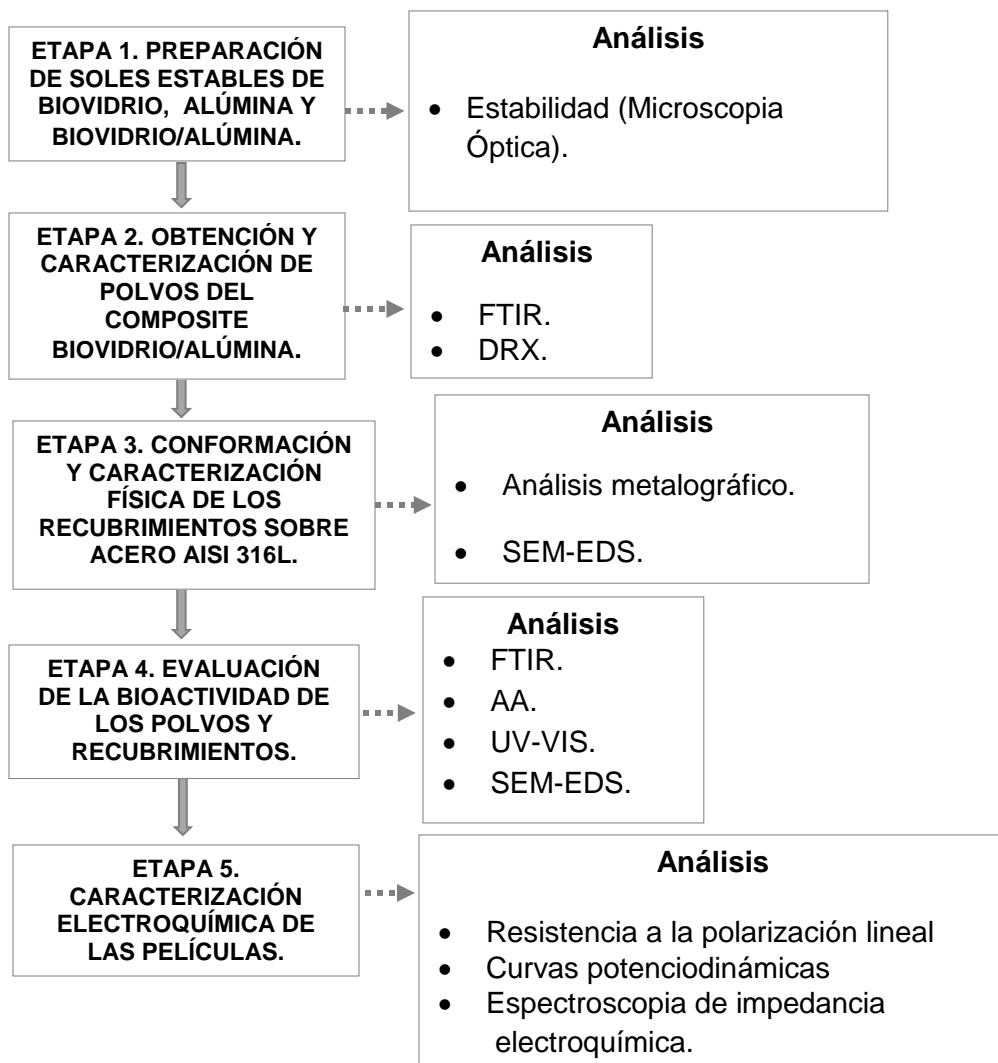 ETAPA 1. PREPARACIÓN
DE SOLES ESTABLES DE
BIOVIDRIO, ALÚMINA Y
BIOVIDRIO/ALÚMINA.
Análisis
• Estabilidad (Microscopia
Óptica).
ETAPA 2. OBTENCIÓN Y
CARACTERIZACIÓN DE
POLVOS DEL
COMPOSITE
BIOVIDRIO/ALÚMINA.
Análisis
• FTIR.
• DRX.
ETAPA 3. CONFORMACIÓN
Y CARACTERIZACIÓN
FÍSICA DE LOS
RECUBRIMIENTOS SOBRE
ACERO AISI 316L.
Análisis
• Análisis metalográfico.
• SEM-EDS.
ETAPA 4. EVALUACIÓN
DE LA BIOACTIVIDAD DE
LOS POLVOS Y
RECUBRIMIENTOS.
Análisis
• FTIR.
• AA.
• UV-VIS.
• SEM-EDS.
ETAPA 5.
CARACTERIZACIÓN
ELECTROQUÍMICA DE
LAS PELÍCULAS.
Análisis
• Resistencia a la polarización lineal
• Curvas potenciodinámicas
• Espectroscopia de impedancia
electroquímica.